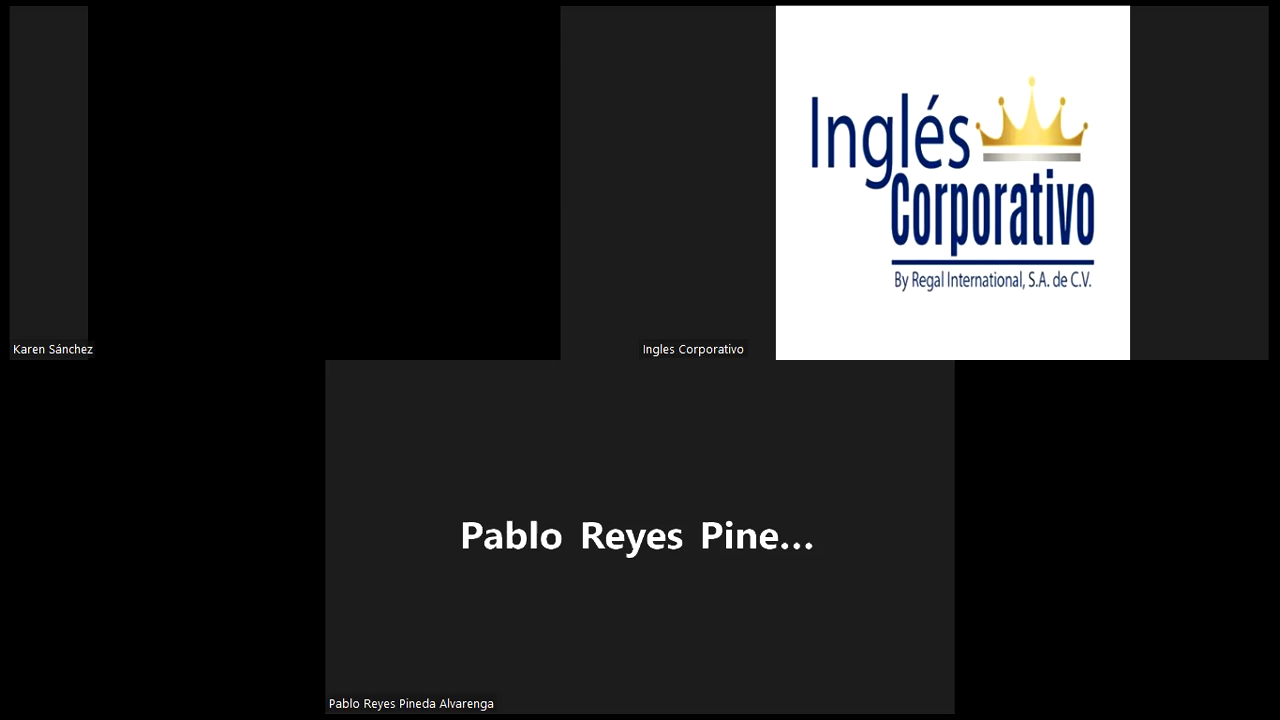 Inglés
Corporativo
By Regal International, S.A. de C.V.
Karen Sánchez
Ingles Corporativo
Pablo Reyes Pine...
Pablo Reyes Pineda Alvarenga